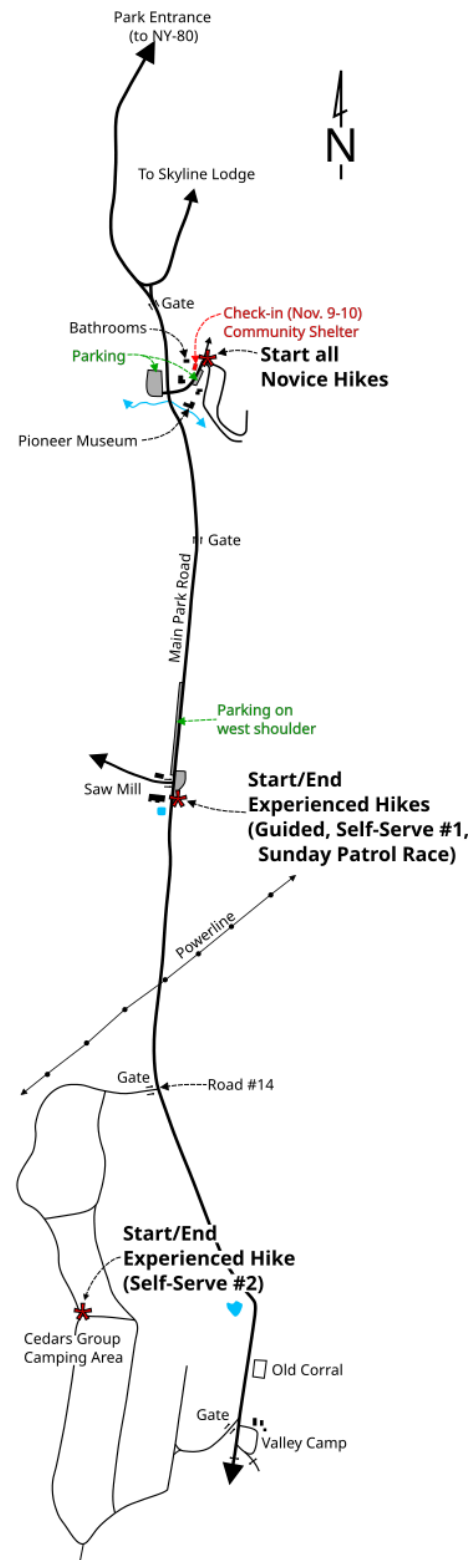 Park Entrance
(to NY-80)
To Skyline Lodge
N
Gate
Check-in (Nov. 9-10)
Community Shelter
Bathrooms
Start all
Novice Hikes
Parking
Pioneer Museum
Gate
Main Park Road
Parking on
west shoulder
Saw Mill
Start/End
Experienced Hikes
(Guided, Self-Serve #1,
Sunday Patrol Race)
Powerline
Gate
Road #14
Start/End
Experienced Hike
(Self-Serve #2)
Cedars Group
Camping Area
Old Corral
Gate
Valley Camp